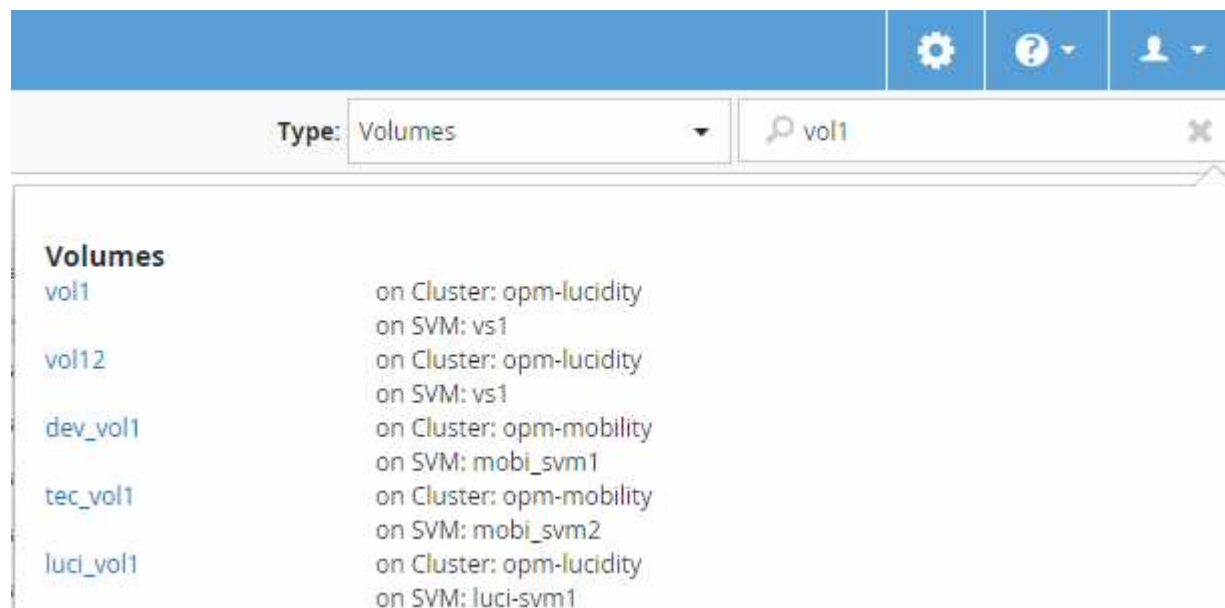 Type: Volumes vol1
Volumes
vol1 on Cluster: opm-lucidity
on SVM: vs1
vol12 on Cluster: opm-lucidity
on SVM: vs1
dev_vol1 on Cluster: opm-mobility
on SVM: mobi_svm1
tec_vol1 on Cluster: opm-mobility
on SVM: mobi_svm2
luci_vol1 on Cluster: opm-lucidity
on SVM: luci-svm1